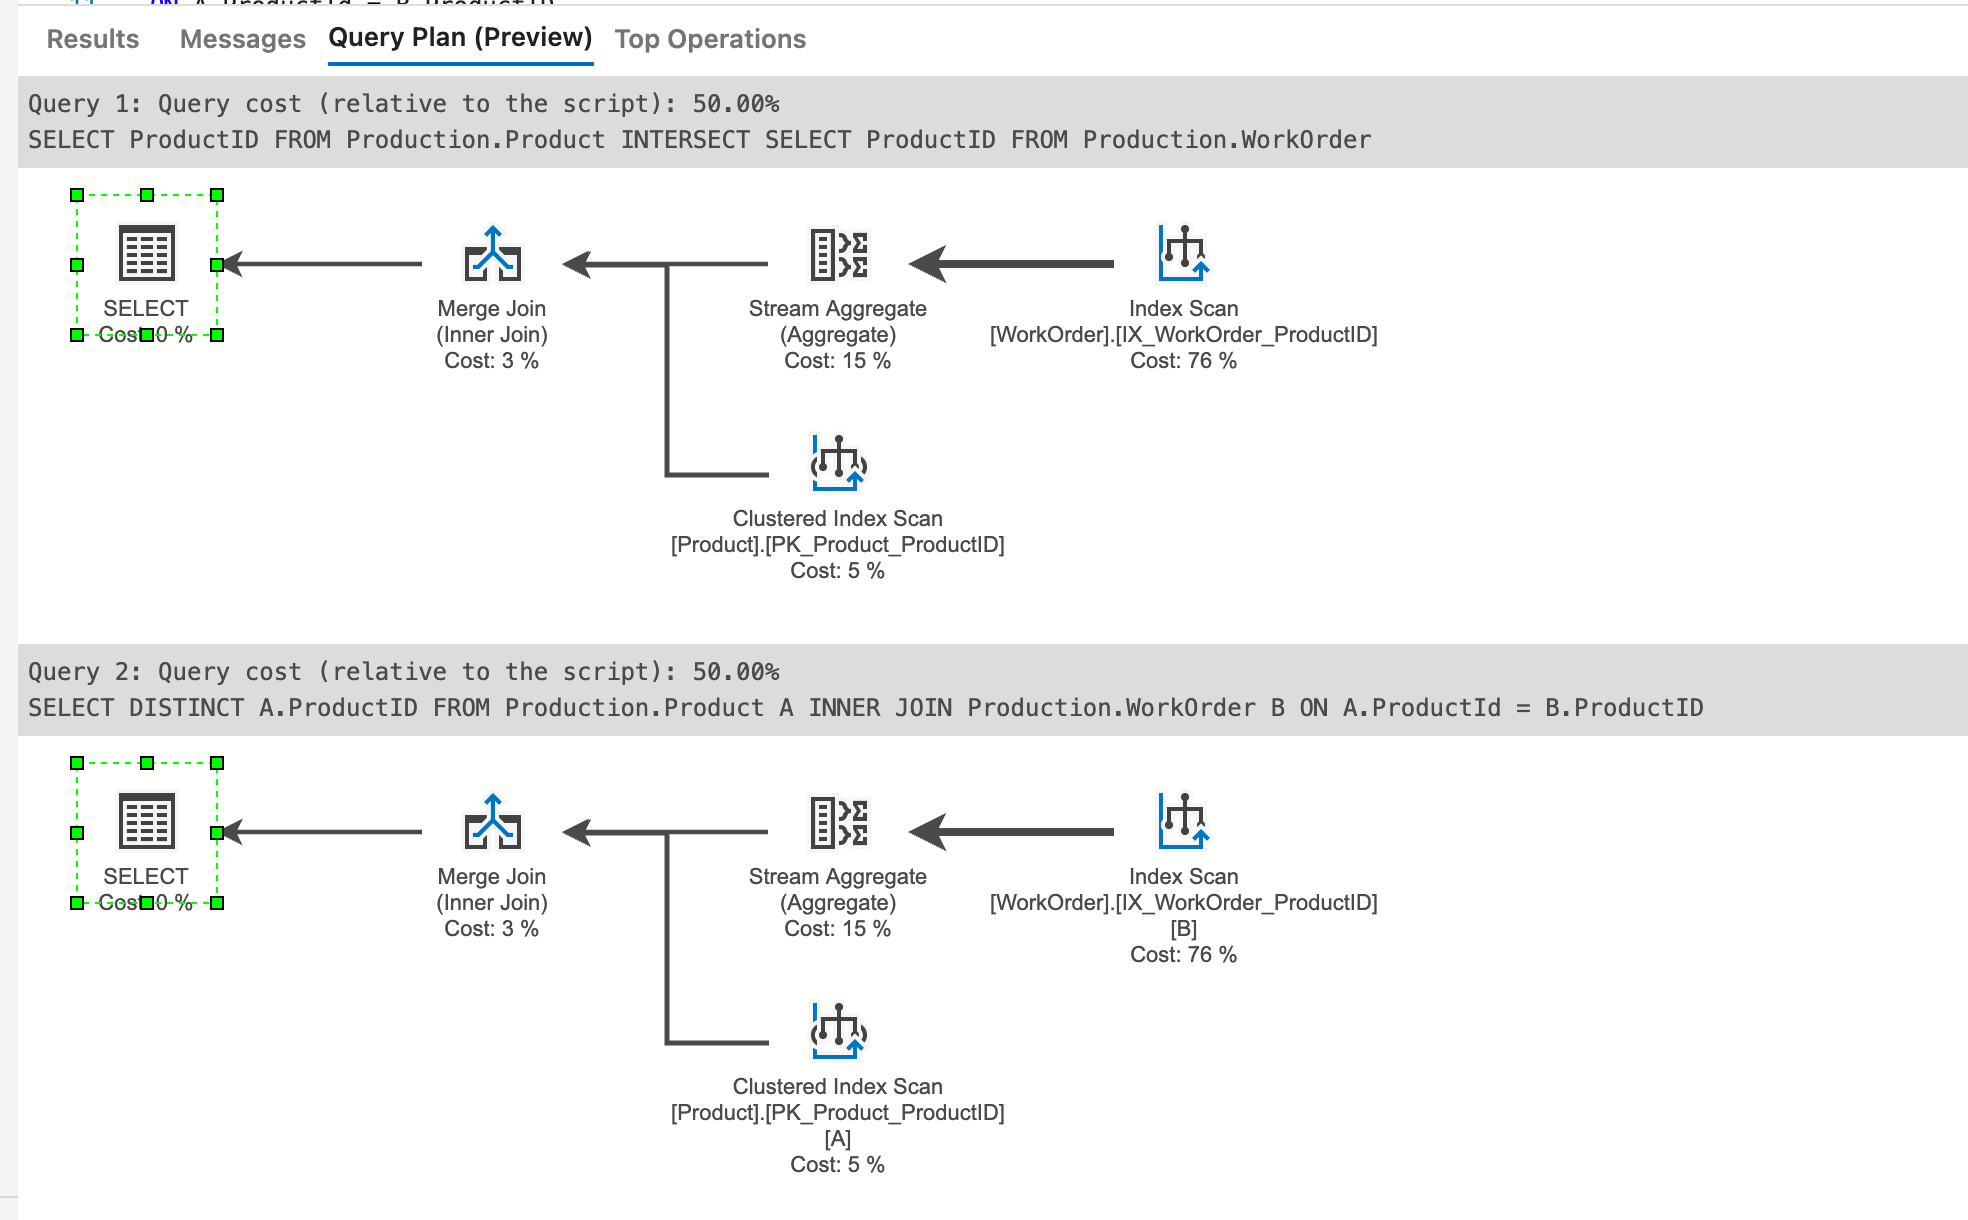 11 ON A.ProductId = B.ProductID
Results Messages Query Plan (Preview) Top Operations
Query 1: Query cost (relative to the script): 50.00%
SELECT ProductID FROM Production.Product INTERSECT SELECT ProductID FROM Production.WorkOrder
SELECT
Cost: 0 %
Merge Join
(Inner Join)
Cost: 3 %
Stream Aggregate
(Aggregate)
Cost: 15 %
Index Scan
[WorkOrder].[IX_WorkOrder_ProductID]
Cost: 76 %
Clustered Index Scan
[Product].[PK_Product_ProductID]
Cost: 5 %
Query 2: Query cost (relative to the script): 50.00%
SELECT DISTINCT A.ProductID FROM Production.Product A INNER JOIN Production.WorkOrder B ON A.ProductId = B.ProductID
SELECT
Cost: 0 %
Merge Join
(Inner Join)
Cost: 3 %
Stream Aggregate
(Aggregate)
Cost: 15 %
Index Scan
[WorkOrder].[IX_WorkOrder_ProductID]
[B]
Cost: 76 %
Clustered Index Scan
[Product].[PK_Product_ProductID]
[A]
Cost: 5 %